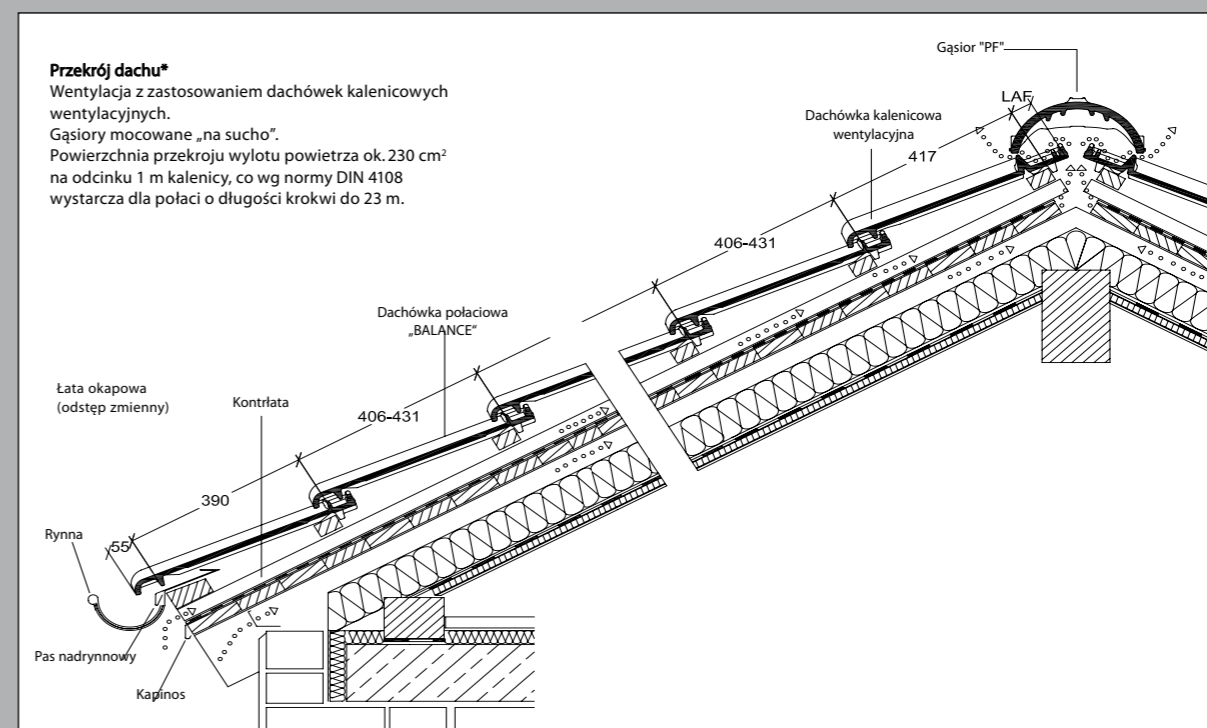 Przekrój dachu*
Wentylacja z zastosowaniem dachówek kalenicowych
wentylacyjnych.
Gąsiory mocowane „na sucho”.
Powierzchnia przekroju wylotu powietrza ok. 230 cm²
na odcinku 1 m kalenicy, co wg normy DIN 4108
wystarcza dla połaci o długości krokwi do 23 m.
Gąsior "PF"
LAF
Dachówka kalenicowa
wentylacyjna
417
406-431
Dachówka połaciowa
„BALANCE“
Łata okapowa
(odstęp zmienny)
Kontrłata
406-431
390
Rynna
55
Pas nadrynnowy
Kapinos